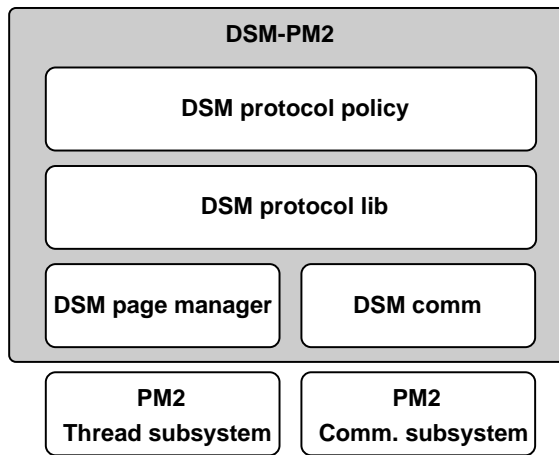 DSM-PM2
DSM protocol policy
DSM protocol lib
DSM page manager
DSM comm
PM2
Thread subsystem
PM2
Comm. subsystem